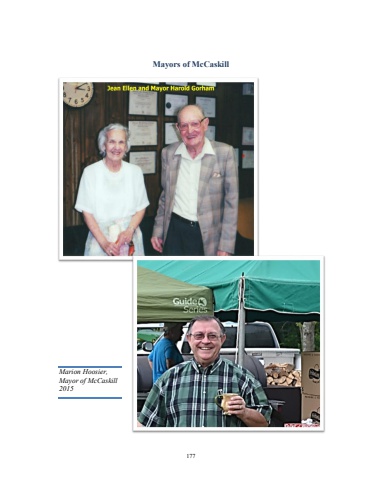 Mayors of McCaskill
Jean Ellen and Mayor Harold Gorham
Guide
Series
Marion Hoosier,
Mayor of McCaskill
2015
177